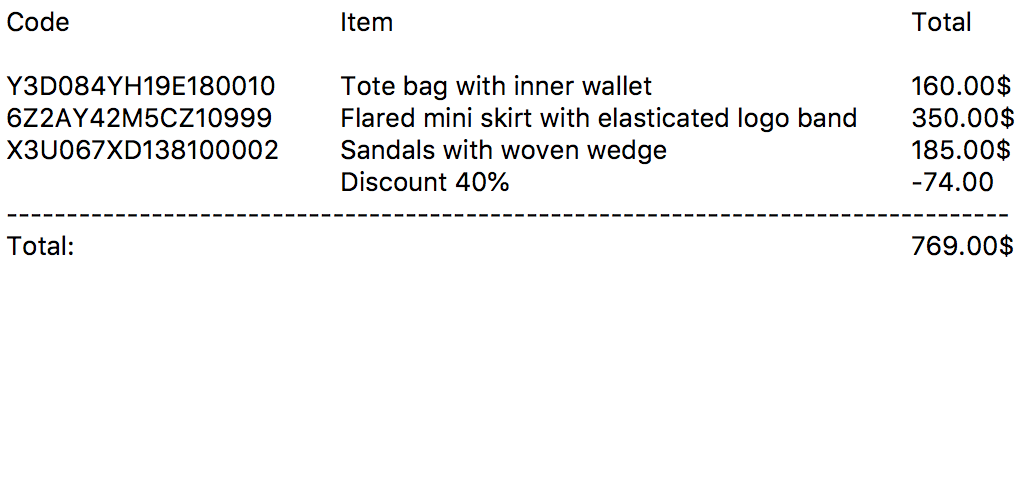 Code Item Total
Y3D084YH19E180010 Tote bag with inner wallet 160.00$
6Z2AY42M5CZ10999 Flared mini skirt with elasticated logo band 350.00$
X3U067XD138100002 Sandals with woven wedge 185.00$
Discount 40% -74.00
-----------------------------------------------------------------------------------
Total: 769.00$